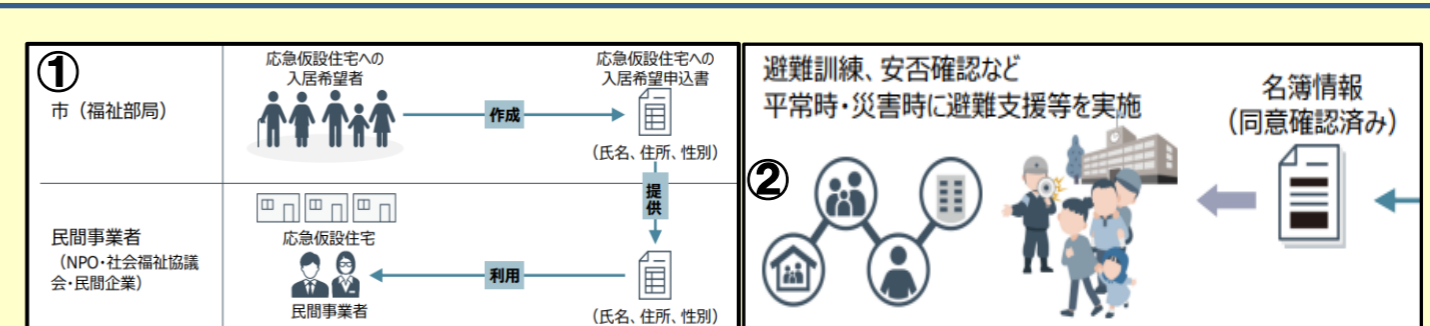 ①
応急仮設住宅への
入居希望者
応急仮設住宅への
入居希望申込書
市（福祉部局）
作成
（氏名、住所、性別）
提供
民間事業者
（NPO・社会福祉協議
会・民間企業）
応急仮設住宅
利用
民間事業者
（氏名、住所、性別）
②
避難訓練、安否確認など
平常時・災害時に避難支援等を実施
名簿情報
（同意確認済み）